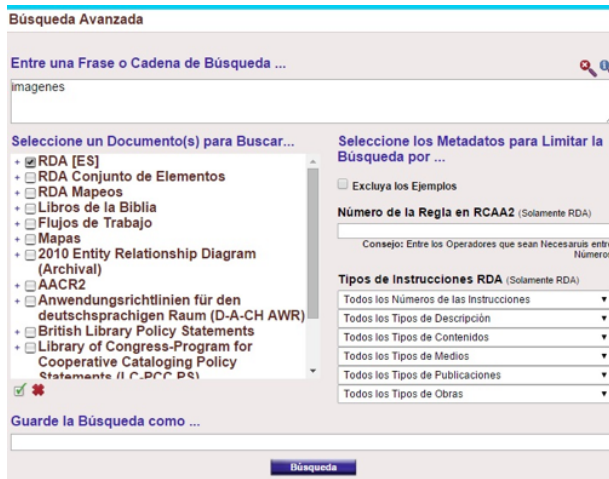 Búsqueda Avanzada
Entre una Frase o Cadena de Búsqueda ...
imagenes
Seleccione un Documento(s) para Buscar...
RDA [ES]
RDA Conjunto de Elementos
RDA Mapeos
Libros de la Biblia
Flujos de Trabajo
Mapas
2010 Entity Relationship Diagram
(Archival)
AACR2
Anwendungsrichtlinien für den
deutschsprachigen Raum (D-A-CH AWR)
British Library Policy Statements
Library of Congress-Program for
Cooperative Cataloging Policy
Statements (LC-PCC PS)
Seleccione los Metadatos para Limitar la
Búsqueda por ...
Excluya los Ejemplos
Número de la Regla en RCAA2 (Solamente RDA)
Consejo: Entre los Operadores que sean Necesaruis entre
Números
Tipos de Instrucciones RDA (Solamente RDA)
Todos los Números de las Instrucciones
Todos los Tipos de Descripción
Todos los Tipos de Contenidos
Todos los Tipos de Medios
Todos los Tipos de Publicaciones
Todos los Tipos de Obras
Guarde la Búsqueda como ...
Búsqueda